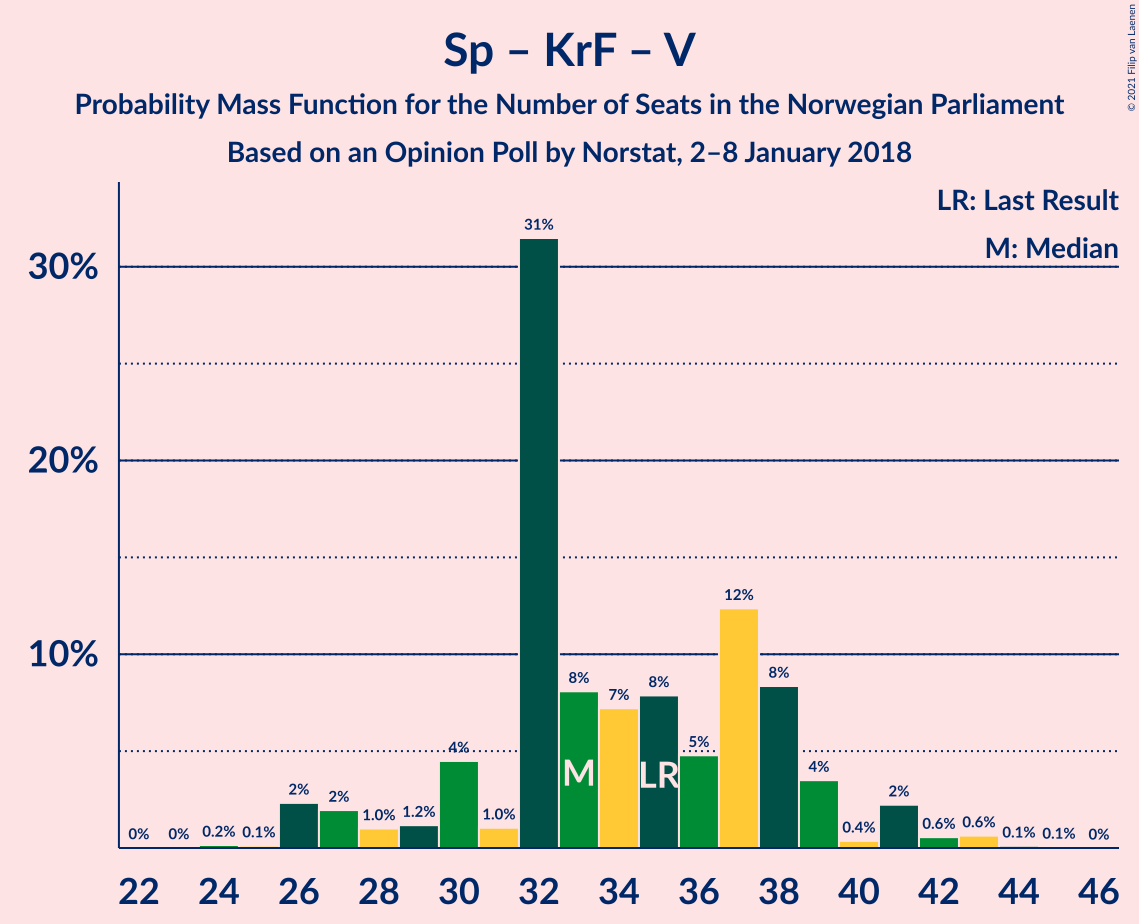 Sp – KrF – V
Probability Mass Function for the Number of Seats in the Norwegian Parliament
Based on an Opinion Poll by Norstat, 2–8 January 2018
© 2021 Filip van Laenen
LR: Last Result
M: Median
30%
20%
10%
0% 0% 0.2% 0.1% 2% 2% 1.0% 1.2% 4% 1.0% 31% 8% 7% 8% 5% 12% 8% 4% 0.4% 2% 0.6% 0.6% 0.1% 0.1% 0%
M LR
22 24 26 28 30 32 34 36 38 40 42 44 46